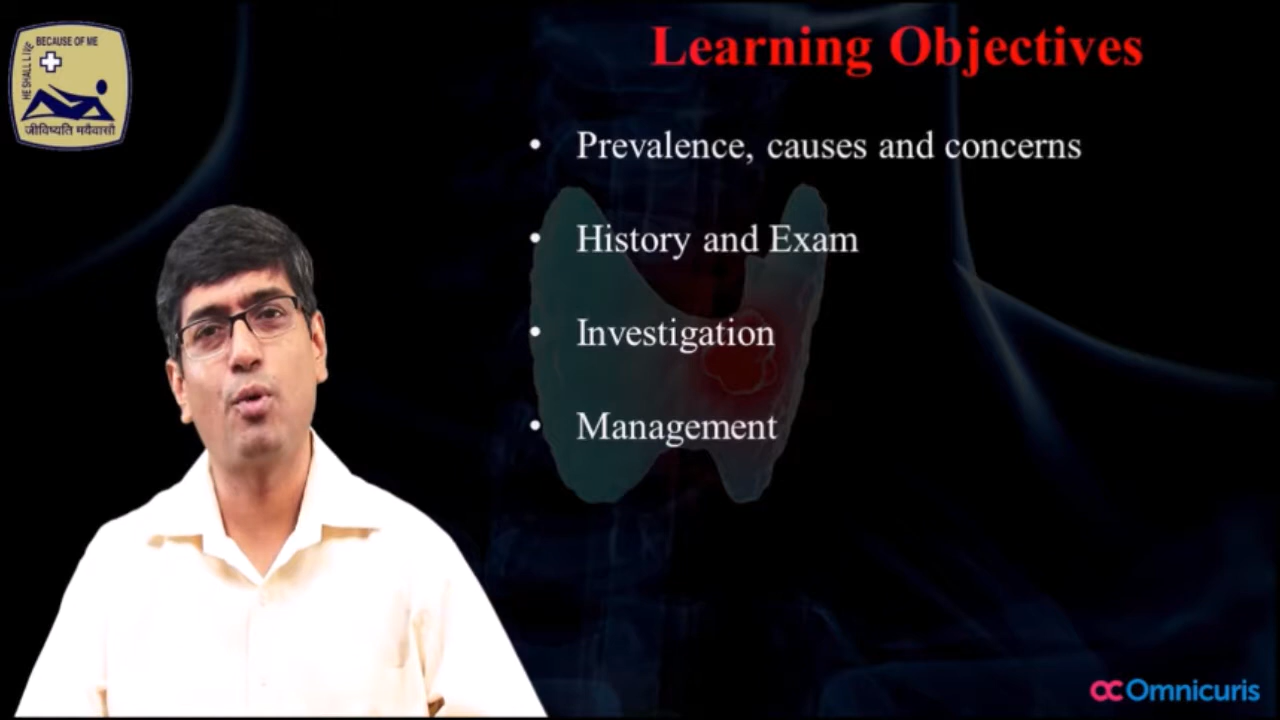 BECAUSE OF ME
HE SHALL LIVE
जीविष्यति मयैवासौ
Learning Objectives
• Prevalence, causes and concerns
• History and Exam
• Investigation
• Management
Omnicuris